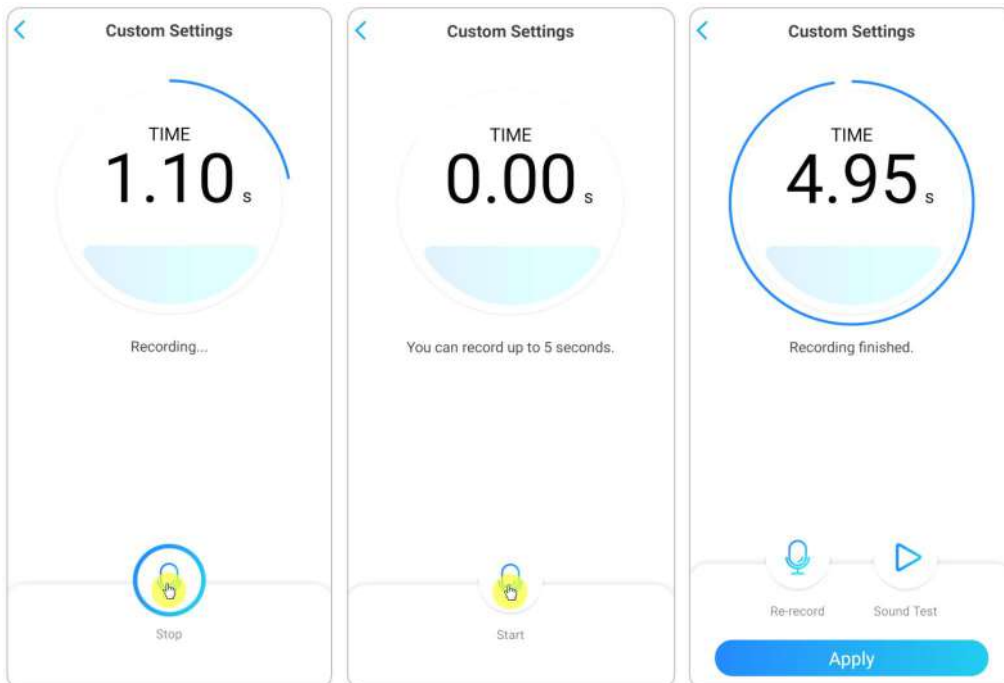 Custom Settings
TIME
1.10 s
Recording...
Stop
Custom Settings
TIME
0.00 s
You can record up to 5 seconds.
Start
Custom Settings
TIME
4.95 s
Recording finished.
Re-record
Sound Test
Apply